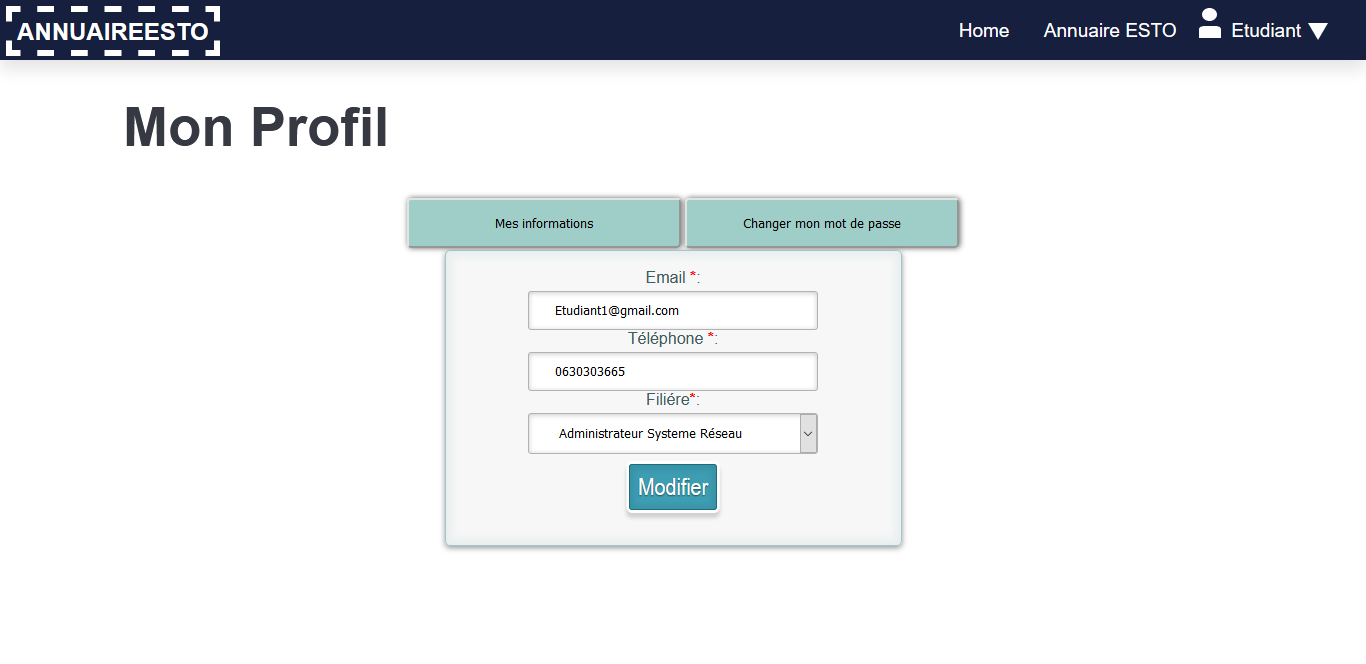 ANNUAIREESTO
Home
Annuaire ESTO
Etudiant
Mon Profil
Mes informations
Changer mon mot de passe
Email *:
Etudiant1@gmail.com
Téléphone *:
0630303665
Filiére*:
Administrateur Systeme Réseau
Modifier